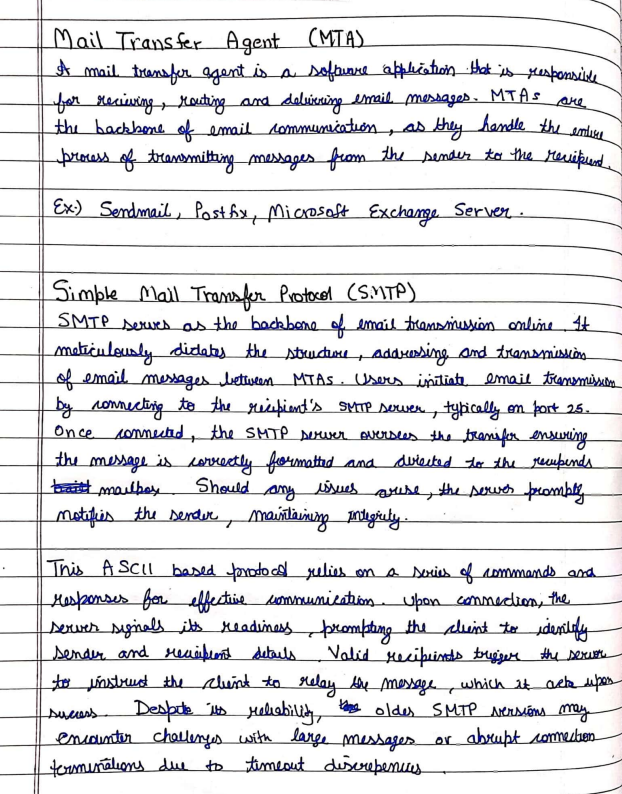 Mail Transfer Agent (MTA)
A mail transfer agent is a software application that is responsible
for recieving, routing and delivering email messages. MTAs are
the backbone of email communication, as they handle the entire
process of transmitting messages from the sender to the recipient.
Ex:) Sendmail, Postfix, Microsoft Exchange Server.
Simple Mail Transfer Protocol (SMTP)
SMTP serves as the backbone of email transmission online. It
meticulously dictates the structure, addressing and transmission
of email messages between MTAs. Users initiate email transmission
by connecting to the recipient's SMTP server, typically on port 25.
Once connected, the SMTP server oversees the transfer ensuring
the message is correctly formatted and directed to the recipients
mailbox. Should any issues arise, the server promptly
notifies the sender, maintaining integrity.
This ASCII based protocol relies on a series of commands and
responses for effective communication. Upon connection, the
server signals its readiness, prompting the client to identify
sender and recipient details. Valid recipients trigger the server
to instruct the client to relay the message, which it acts upon
success. Despite its reliability, older SMTP versions may
encounter challenges with large messages or abrupt connection
terminations due to timeout discrepencies.